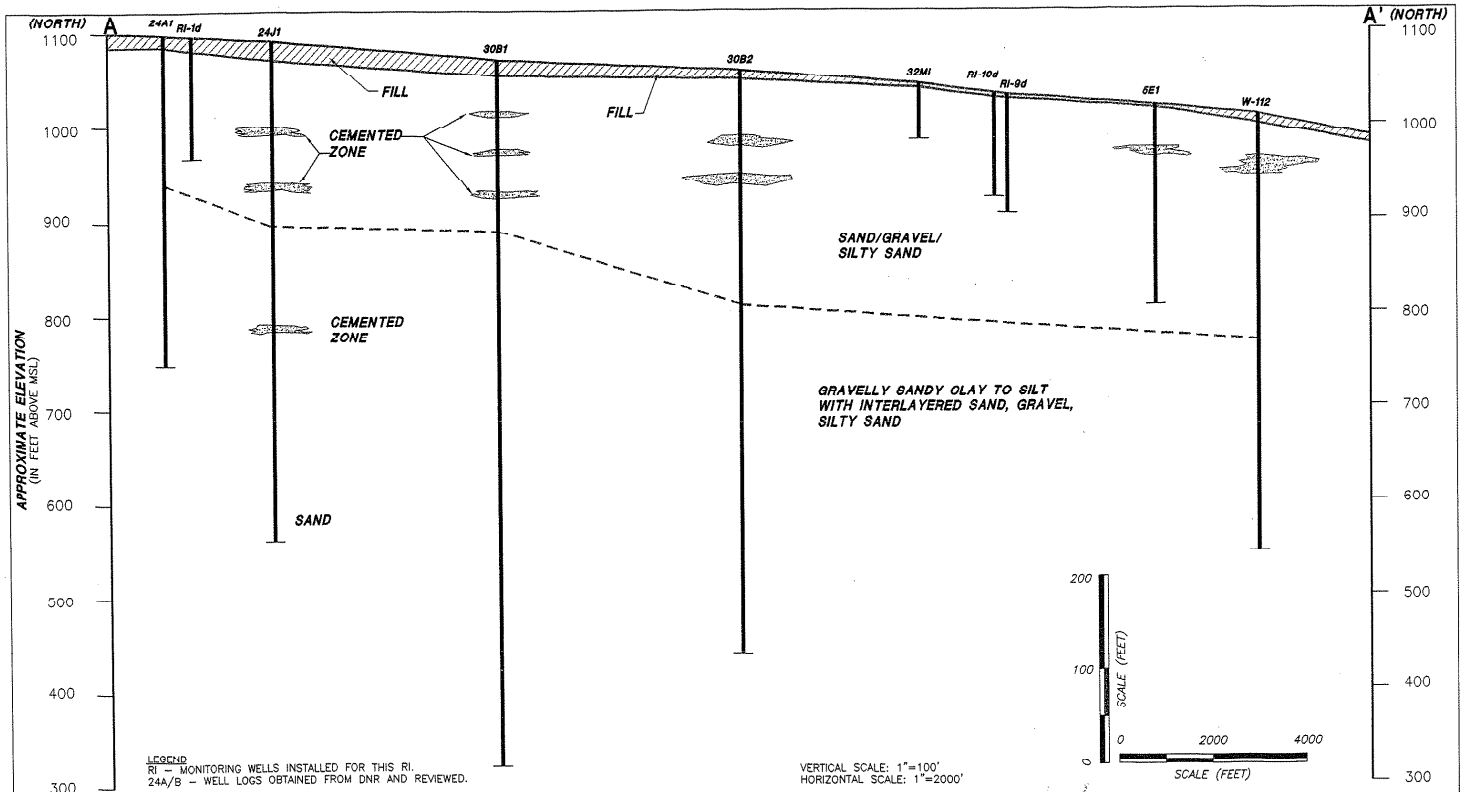 (NORTH) A
A' (NORTH)
24A1
RI-1d
24J1
30B1
30B2
32MI
RI-10d
RI-9d
6E1
W-112
1100
1000
900
800
700
600
500
400
300
1100
1000
900
800
700
600
500
400
300
APPROXIMATE ELEVATION
(IN FEET ABOVE MSL)
FILL
FILL
CEMENTED
ZONE
SAND/GRAVEL/
SILTY SAND
CEMENTED
ZONE
GRAVELLY SANDY CLAY TO SILT
WITH INTERLAYERED SAND, GRAVEL,
SILTY SAND
SAND
200
100
0
SCALE (FEET)
0 2000 4000
SCALE (FEET)
LEGEND
RI – MONITORING WELLS INSTALLED FOR THIS RI.
24A/B – WELL LOGS OBTAINED FROM DNR AND REVIEWED.
VERTICAL SCALE: 1"=100'
HORIZONTAL SCALE: 1"=2000'